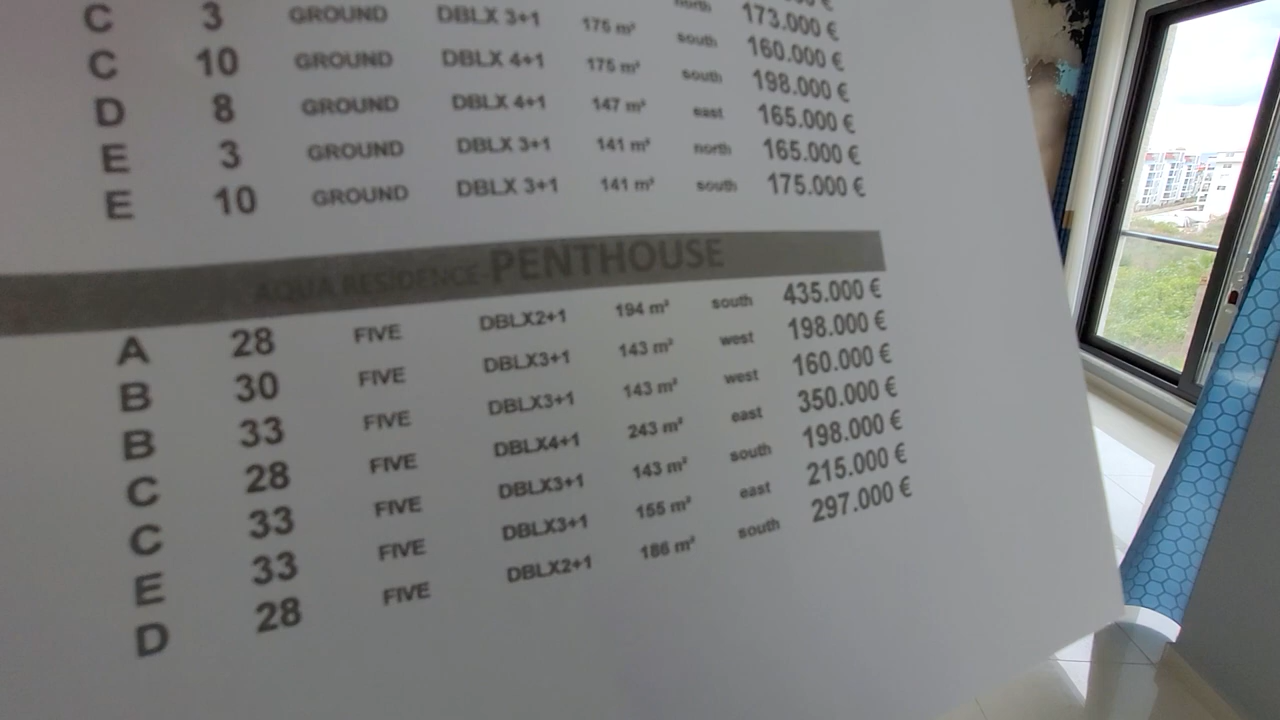 north 173.000 €
C 3 GROUND DBLX 3+1 175 m² south 160.000 €
C 10 GROUND DBLX 4+1 175 m² south 198.000 €
D 8 GROUND DBLX 4+1 147 m² east 165.000 €
E 3 GROUND DBLX 3+1 141 m² north 165.000 €
E 10 GROUND DBLX 3+1 141 m² south 175.000 €
AQUA RESIDENCE PENTHOUSE
A 28 FIVE DBLX2+1 194 m² south 435.000 €
B 30 FIVE DBLX3+1 143 m² west 198.000 €
B 33 FIVE DBLX3+1 143 m² west 160.000 €
C 28 FIVE DBLX4+1 243 m² east 350.000 €
C 33 FIVE DBLX3+1 143 m² south 198.000 €
E 33 FIVE DBLX3+1 155 m² east 215.000 €
D 28 FIVE DBLX2+1 186 m² south 297.000 €